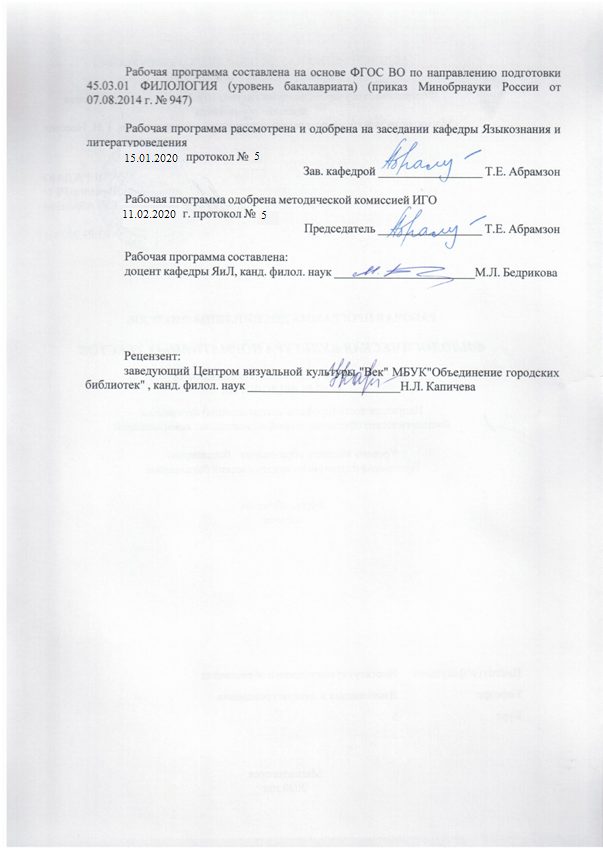 Рабочая программа составлена на основе ФГОС ВО по направлению подготовки
45.03.01 ФИЛОЛОГИЯ (уровень бакалавриата) (приказ Минобрнауки России от
07.08.2014 г. № 947)
Рабочая программа рассмотрена и одобрена на заседании кафедры Языкознания и
литературоведения
15.01.2020 протокол № 5
Зав. кафедрой Т.Е. Абрамзон
Рабочая программа одобрена методической комиссией ИГО
11.02.2020 г. протокол № 5
Председатель Т.Е. Абрамзон
Рабочая программа составлена:
доцент кафедры ЯиЛ, канд. филол. наук М.Л. Бедрикова
Рецензент:
заведующий Центром визуальной культуры "Век" МБУК"Объединение городских
библиотек" , канд. филол. наук Н.Л. Капичева